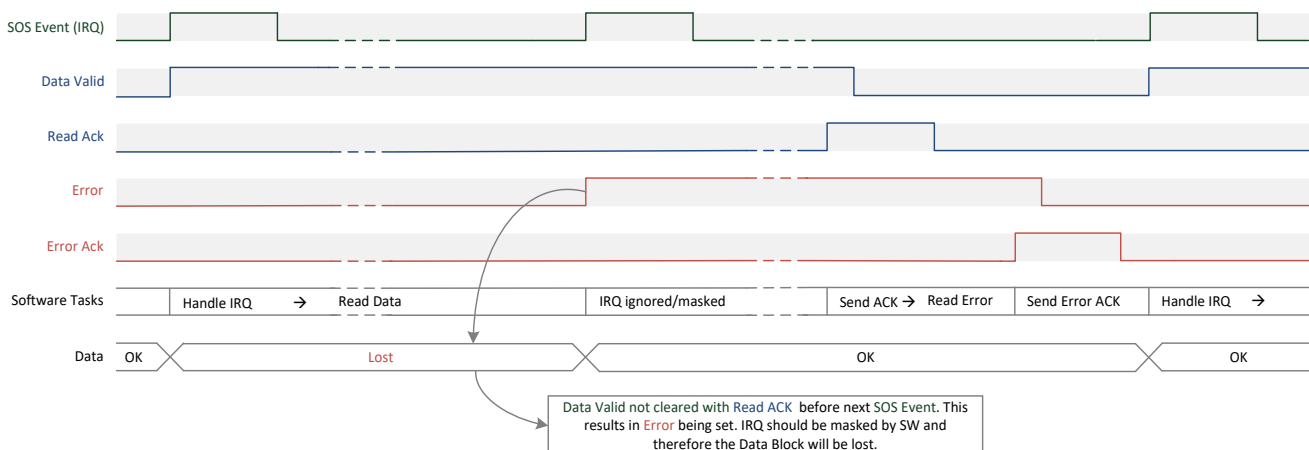 SOS Event (IRQ)
Data Valid
Read Ack
Error
Error Ack
Software Tasks
Handle IRQ → Read Data
IRQ ignored/masked
Send ACK → Read Error
Send Error ACK
Handle IRQ →
Data
OK
Lost
OK
OK
Data Valid not cleared with Read ACK before next SOS Event. This
results in Error being set. IRQ should be masked by SW and
therefore the Data Block will be lost.